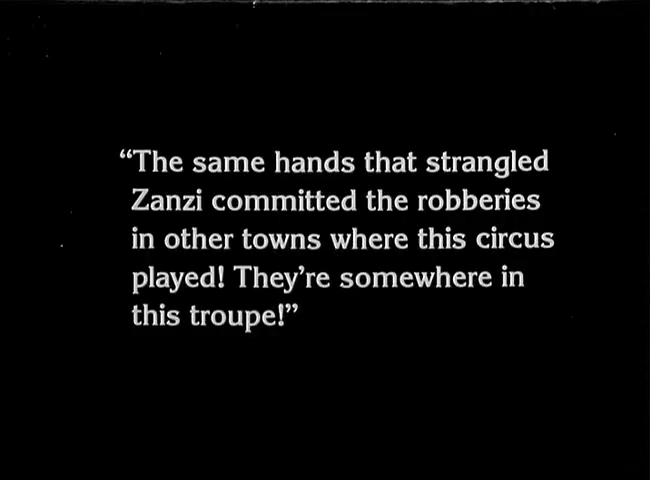 “The same hands that strangled
Zanzi committed the robberies
in other towns where this circus
played! They’re somewhere in
this troupe!”